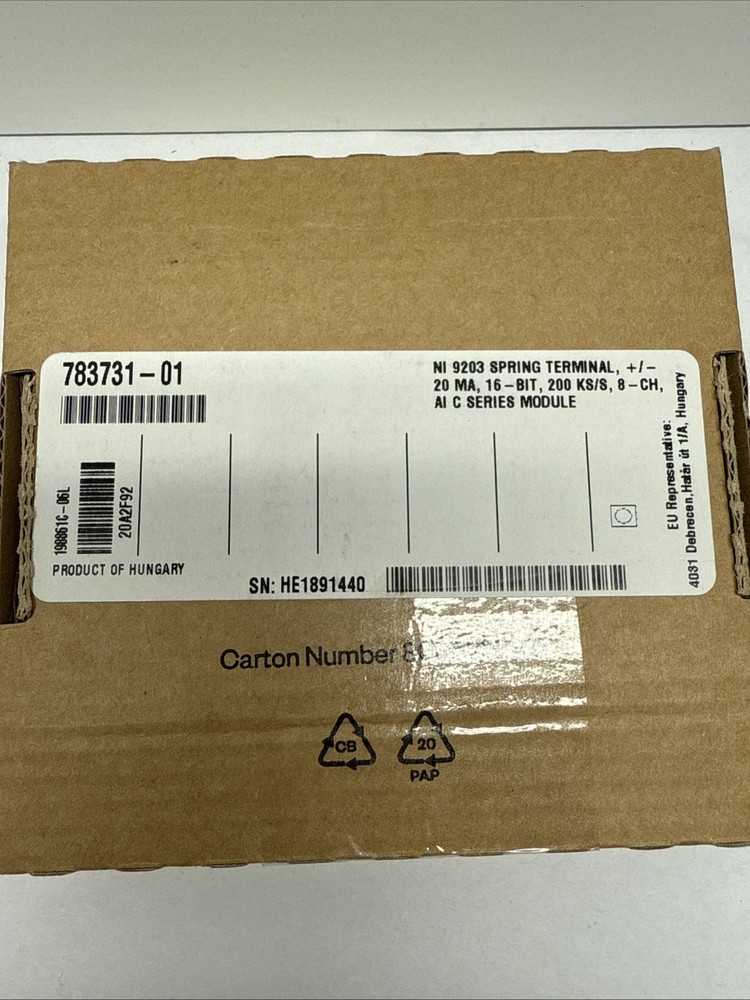 783731-01
NI 9203 SPRING TERMINAL, +/-
20 MA, 16-BIT, 200 KS/S, 8-CH,
AI C SERIES MODULE
198861C-06L
20A2F92
PRODUCT OF HUNGARY
SN: HE1891440
EU Representative:
4031 Debrecen,Határ út 1/A, Hungary
Carton Number
CB
20
PAP